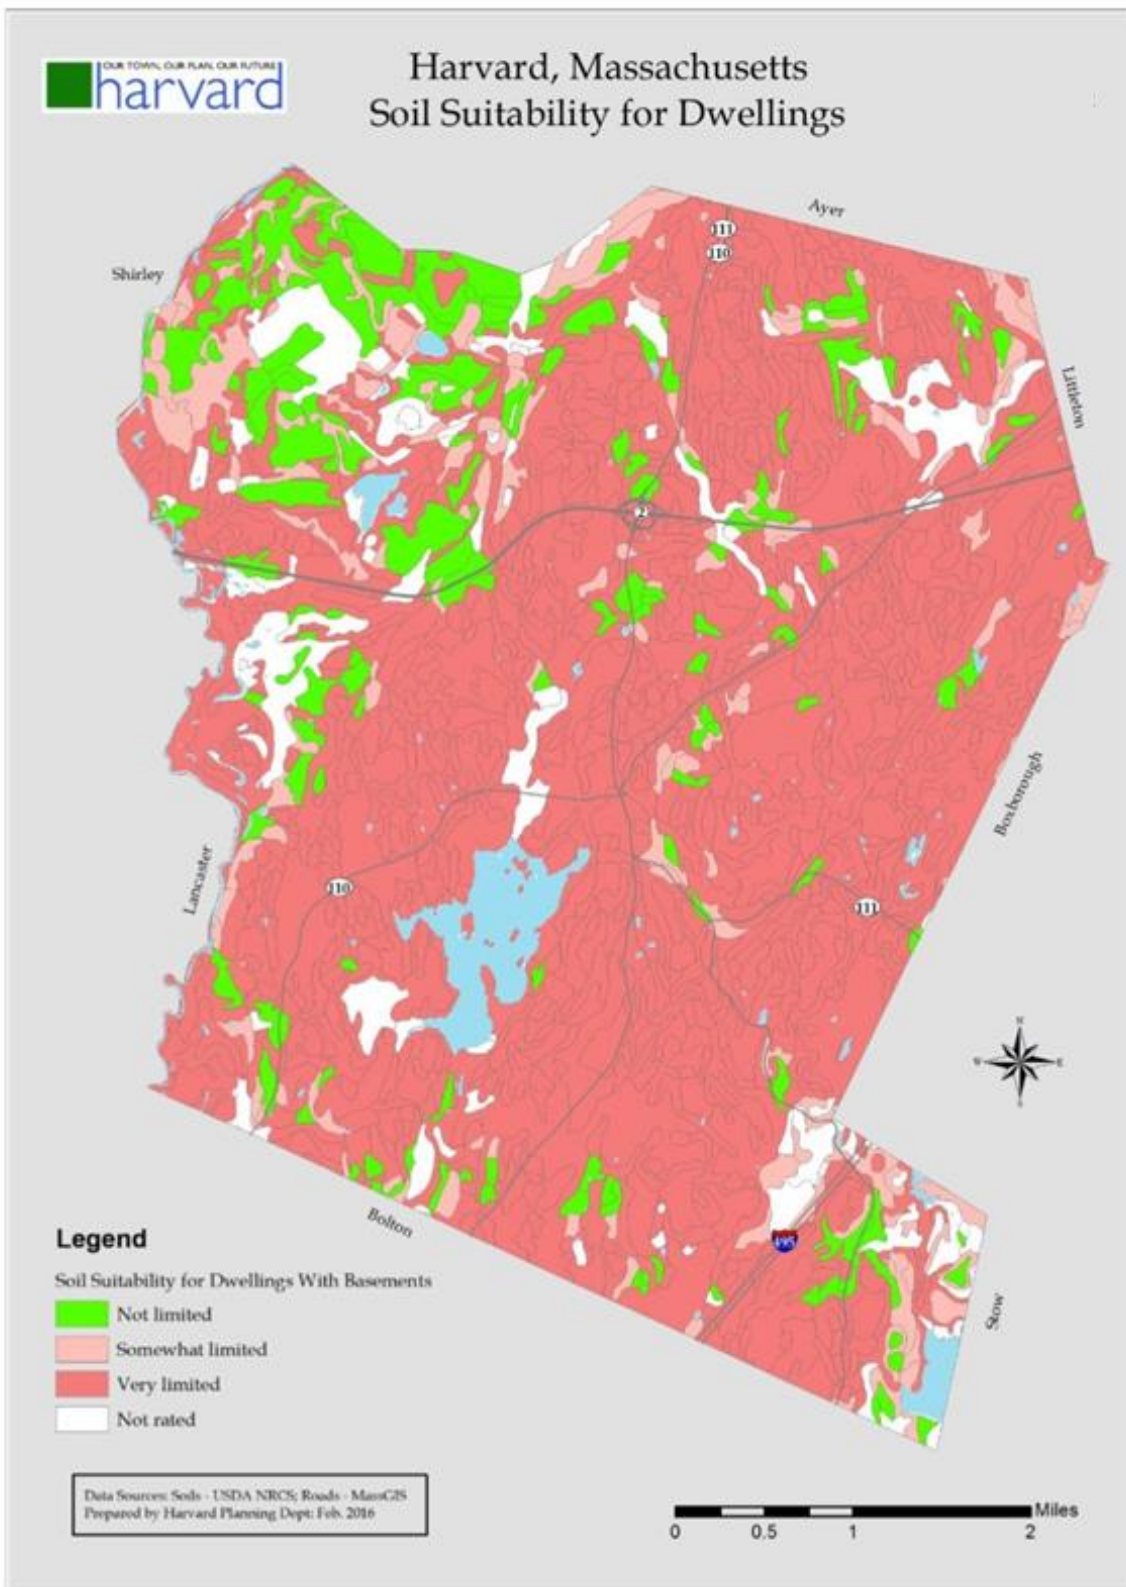 OUR TOWN, OUR PLAN, OUR FUTURE
harvard
Harvard, Massachusetts
Soil Suitability for Dwellings
Ayer
111
110
Shirley
Littleton
2
Boxborough
Lancaster
110
111
N
W
E
S
Bolton
495
Stow
Legend
Soil Suitability for Dwellings With Basements
Not limited
Somewhat limited
Very limited
Not rated
Data Sources: Soils - USDA NRCS; Roads - MassGIS
Prepared by Harvard Planning Dept: Feb. 2016
Miles
0 0.5 1 2